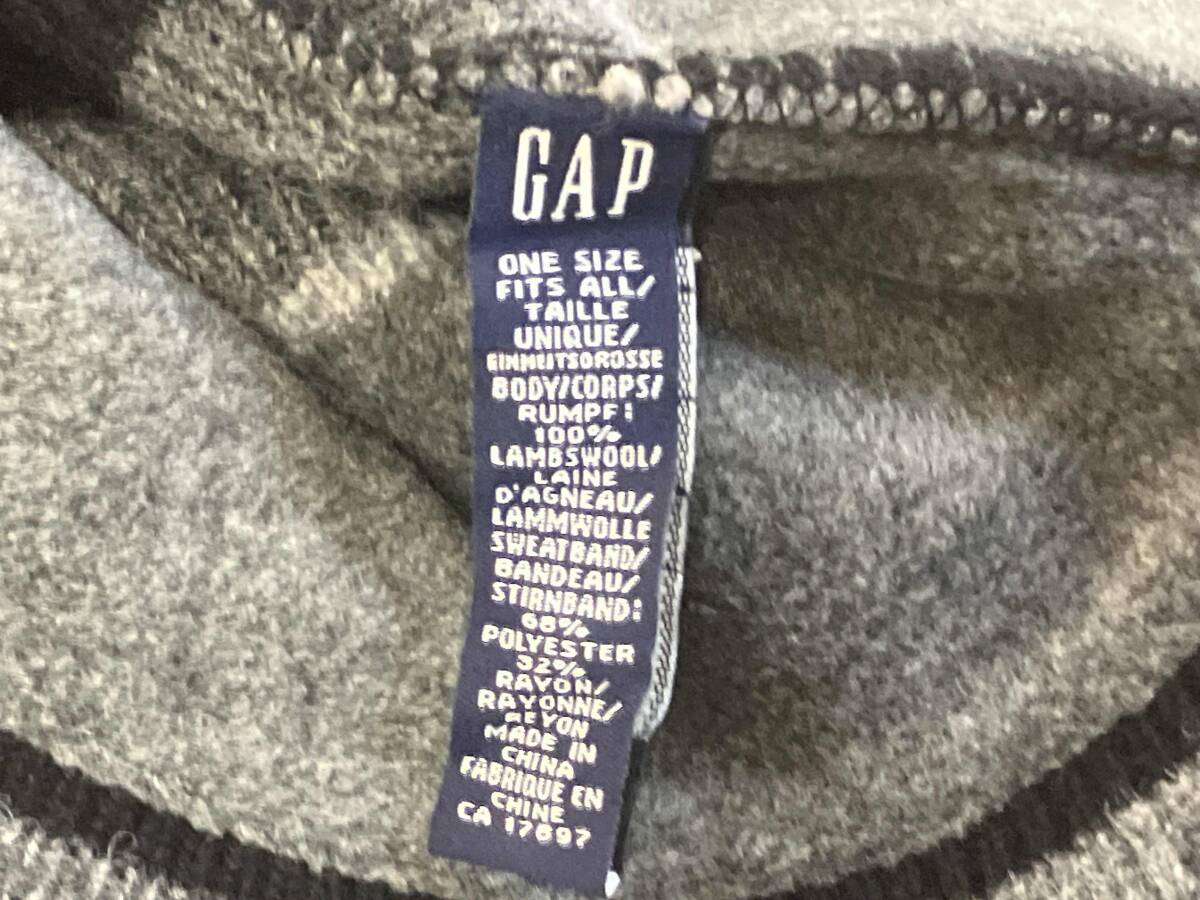 GAP
ONE SIZE
FITS ALL/
TAILLE
UNIQUE/
EINHEITSGROSSE
BODY/CORPS/
RUMPF:
100%
LAMBSWOOL/
LAINE
D'AGNEAU/
LAMMWOLLE
SWEATBAND/
BANDEAU/
STIRNBAND:
68%
POLYESTER
32%
RAYON/
RAYONNE/
REYON
MADE IN
CHINA
FABRIQUE EN
CHINE
CA 17897